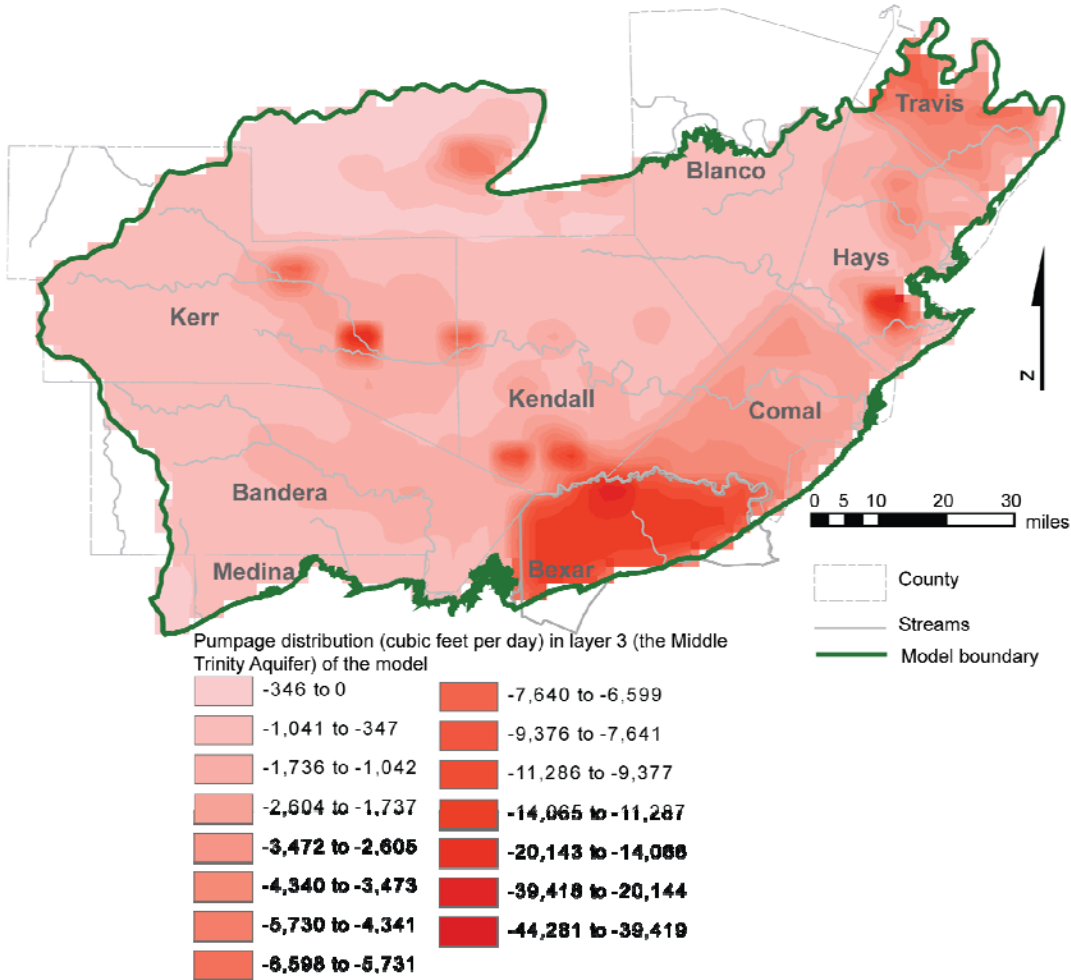 Travis
Blanco
Hays
Kerr
Kendall
Comal
Bandera
Medina
Bexar
N
0 5 10 20 30
miles
County
Streams
Model boundary
Pumpage distribution (cubic feet per day) in layer 3 (the Middle
Trinity Aquifer) of the model
-346 to 0
-1,041 to -347
-1,736 to -1,042
-2,604 to -1,737
-3,472 to -2,605
-4,340 to -3,473
-5,730 to -4,341
-6,598 to -5,731
-7,640 to -6,599
-9,376 to -7,641
-11,286 to -9,377
-14,065 to -11,287
-20,143 to -14,066
-39,418 to -20,144
-44,281 to -39,419